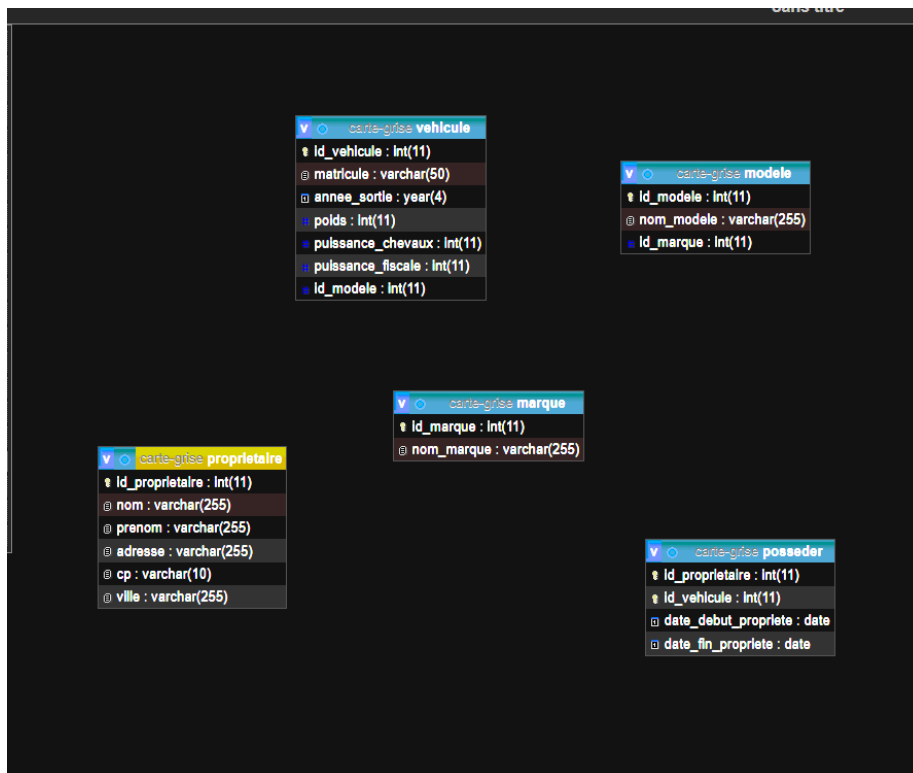 Sans titre
carte-grise vehicule
id_vehicule : int(11)
matricule : varchar(50)
annee_sortie : year(4)
poids : int(11)
puissance_chevaux : int(11)
puissance_fiscale : int(11)
id_modele : int(11)
carte-grise modele
id_modele : int(11)
nom_modele : varchar(255)
id_marque : int(11)
carte-grise marque
id_marque : int(11)
nom_marque : varchar(255)
carte-grise proprietaire
id_proprietaire : int(11)
nom : varchar(255)
prenom : varchar(255)
adresse : varchar(255)
cp : varchar(10)
ville : varchar(255)
carte-grise posseder
id_proprietaire : int(11)
id_vehicule : int(11)
date_debut_propriete : date
date_fin_propriete : date